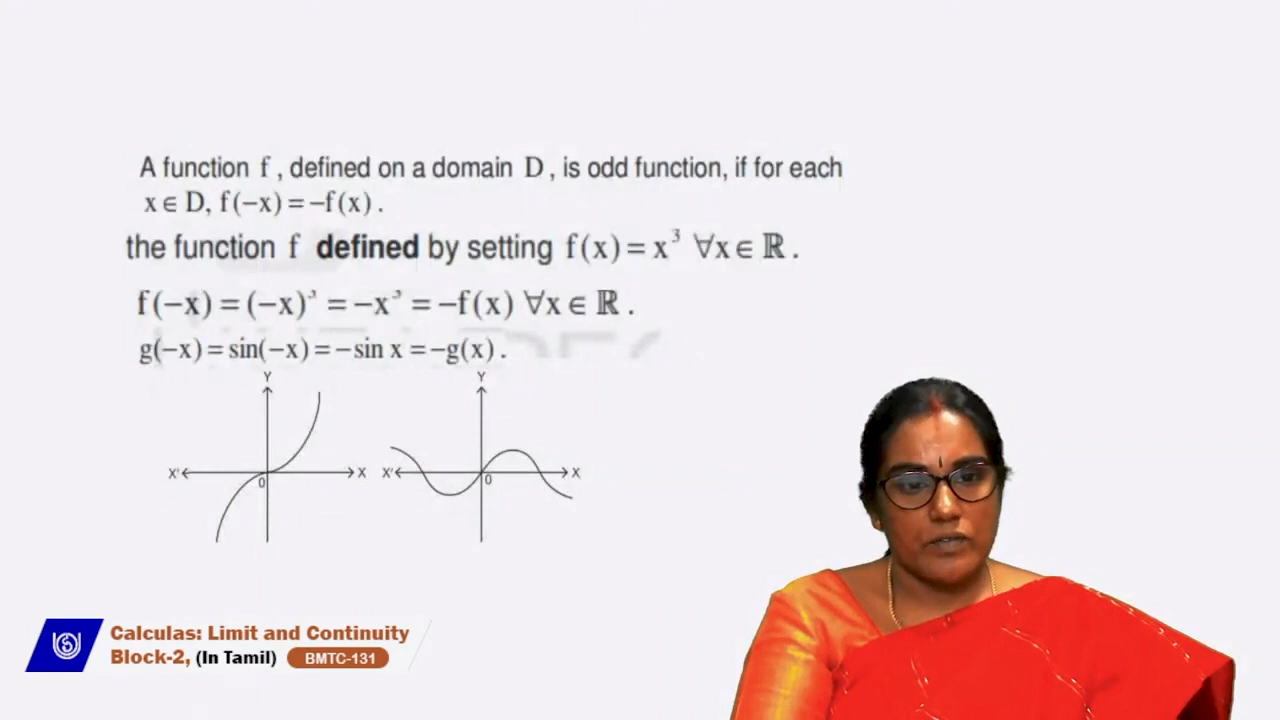 A function f , defined on a domain D , is odd function, if for each
x ∈ D, f(−x) = −f(x) .
the function f defined by setting f(x) = x³ ∀x ∈ ℝ .
f(−x) = (−x)³ = −x³ = −f(x) ∀x ∈ ℝ .
g(−x) = sin(−x) = −sin x = −g(x) .
Y Y
X' X X' X
0 0
Calculas: Limit and Continuity
Block-2, (In Tamil) BMTC-131